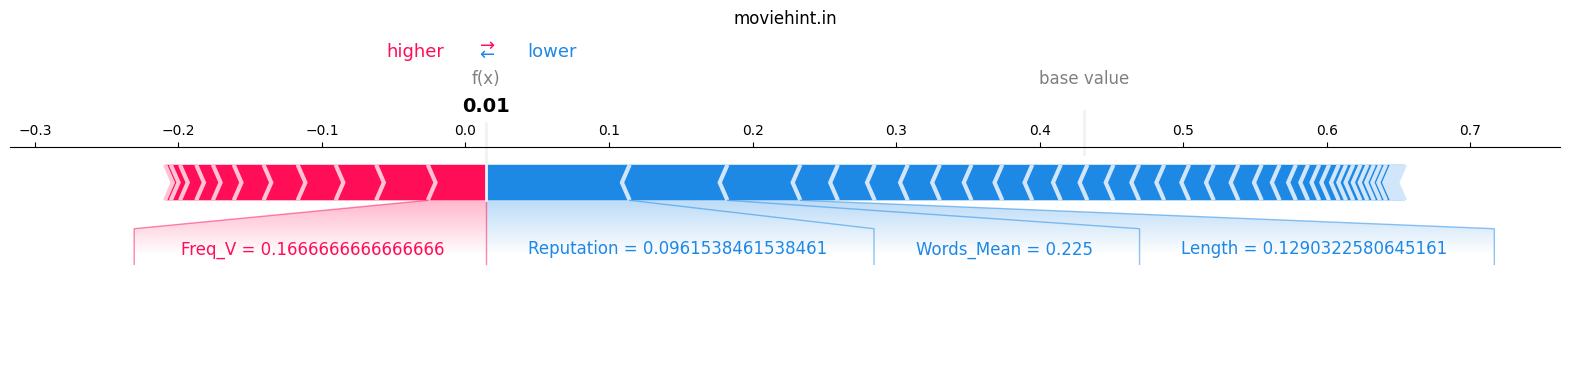 moviehint.in
higher ⇄ lower
f(x) base value
0.01
−0.3 −0.2 −0.1 0.0 0.1 0.2 0.3 0.4 0.5 0.6 0.7
Freq_V = 0.1666666666666666 Reputation = 0.0961538461538461 Words_Mean = 0.225 Length = 0.1290322580645161